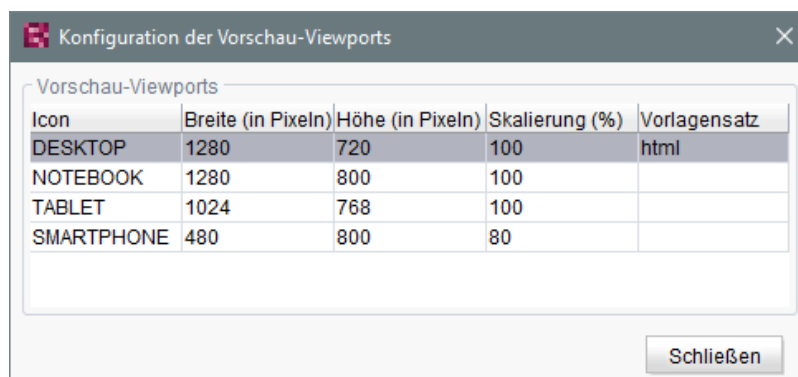 Konfiguration der Vorschau-Viewports
Vorschau-Viewports
Icon Breite (in Pixeln) Höhe (in Pixeln) Skalierung (%) Vorlagensatz
DESKTOP 1280 720 100 html
NOTEBOOK 1280 800 100
TABLET 1024 768 100
SMARTPHONE 480 800 80
Schließen